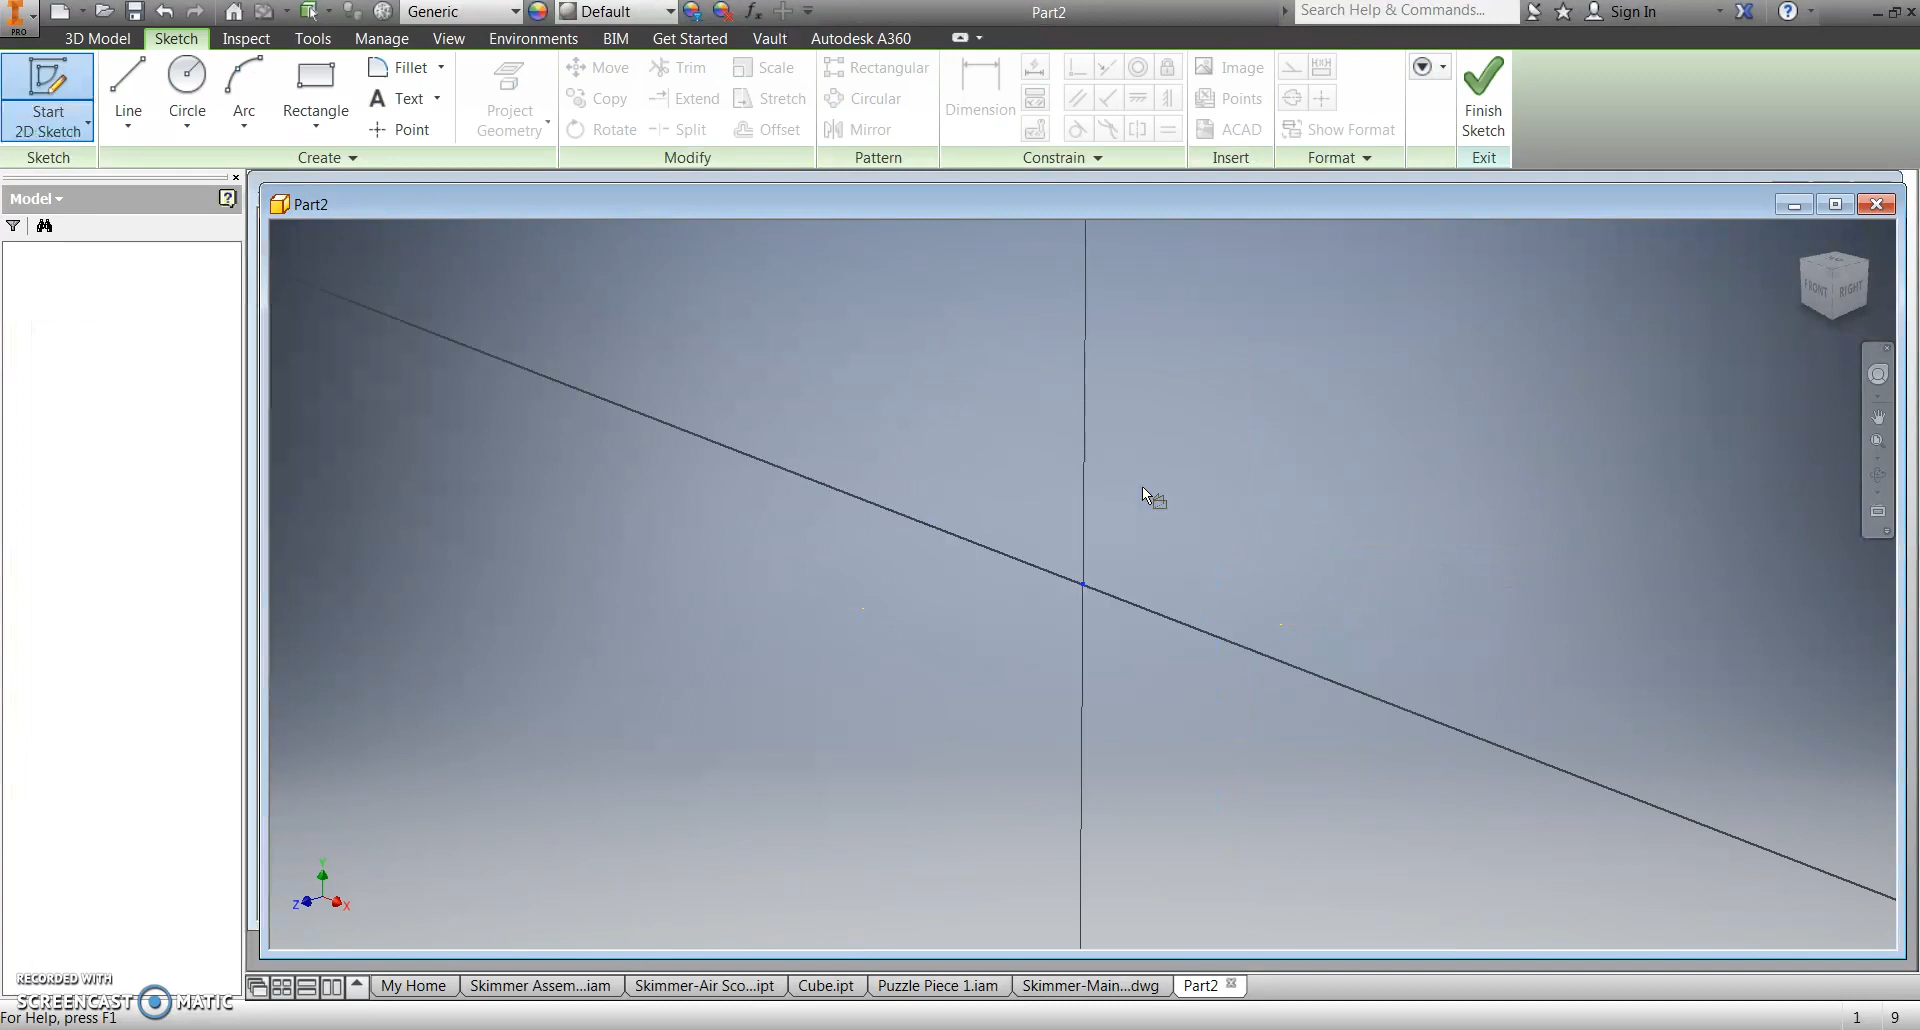 PRO
Generic
Default
Part2
Search Help & Commands...
Sign In
3D Model
Sketch
Inspect
Tools
Manage
View
Environments
BIM
Get Started
Vault
Autodesk A360
Start
2D Sketch
Line
Circle
Arc
Rectangle
Fillet
Text
Point
Project
Geometry
Move
Copy
Rotate
Trim
Extend
Split
Scale
Stretch
Offset
Rectangular
Circular
Mirror
Dimension
Image
Points
ACAD
Show Format
Finish
Sketch
Sketch
Create
Modify
Pattern
Constrain
Insert
Format
Exit
Model
Part2
FRONT
RIGHT
Y
Z
X
My Home
Skimmer Assem...iam
Skimmer-Air Sco...ipt
Cube.ipt
Puzzle Piece 1.iam
Skimmer-Main...dwg
Part2
RECORDED WITH
SCREENCAST MATIC
For Help, press F1
1
9